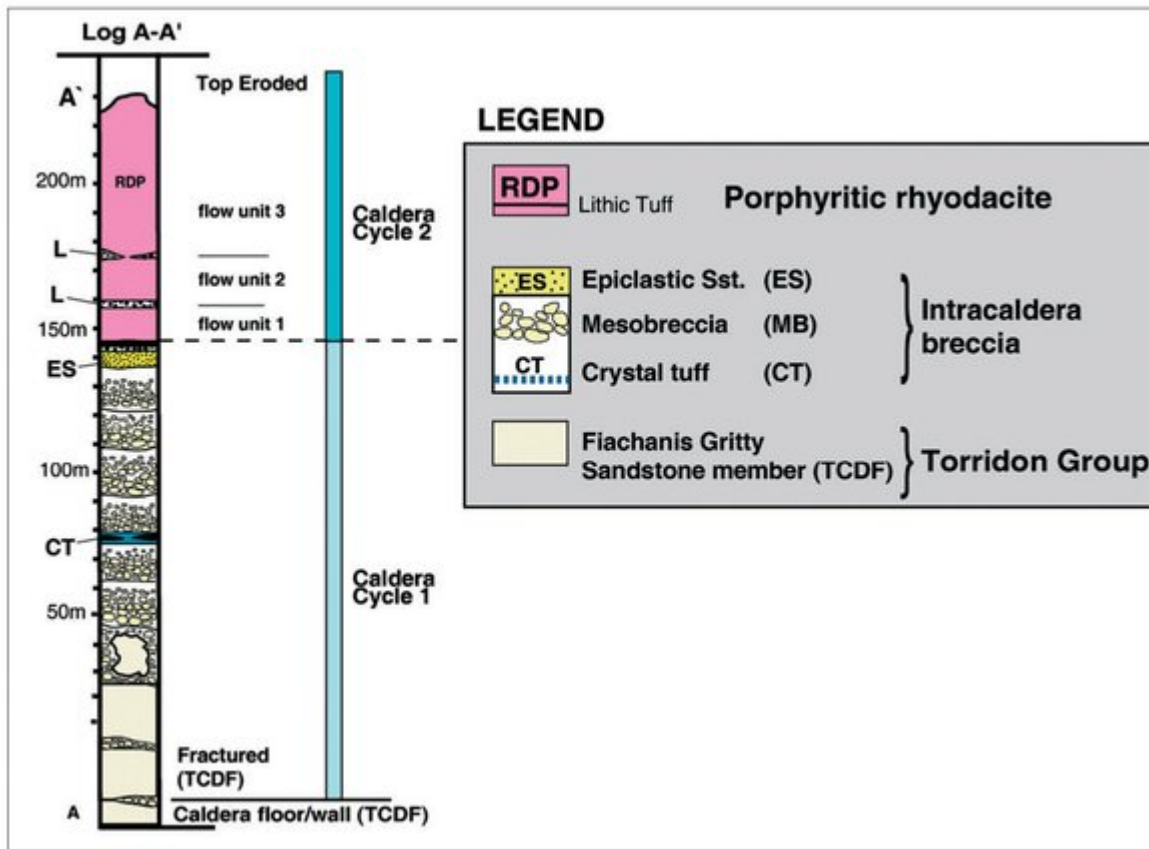 Log A-A'
A`
Top Eroded
200m
RDP
flow unit 3
Caldera
Cycle 2
L
flow unit 2
L
flow unit 1
150m
ES
100m
CT
Caldera
Cycle 1
50m
Fractured
(TCDF)
A
Caldera floor/wall (TCDF)
LEGEND
RDP
Lithic Tuff
Porphyritic rhyodacite
ES
Epiclastic Sst. (ES)
Mesobreccia (MB)
CT
Crystal tuff (CT)
Intracaldera
breccia
Fiachanis Gritty
Sandstone member (TCDF)
Torridon Group